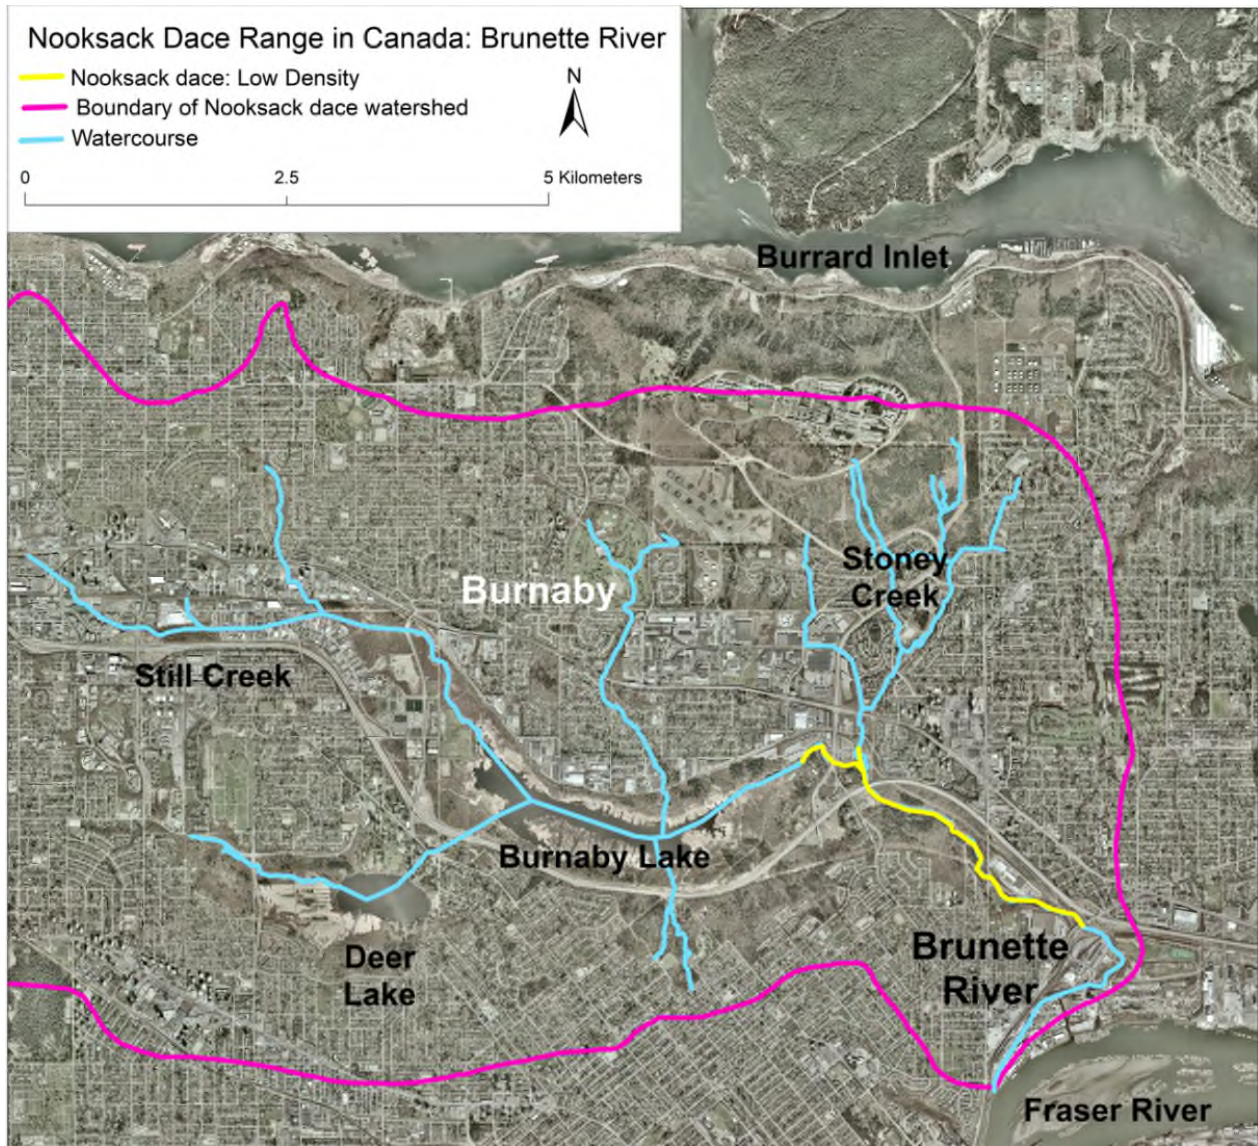 Nooksack Dace Range in Canada: Brunette River
Nooksack dace: Low Density
Boundary of Nooksack dace watershed
Watercourse
N
0 2.5 5 Kilometers
Burrard Inlet
Burnaby
Stoney
Creek
Still Creek
Burnaby Lake
Deer
Lake
Brunette
River
Fraser River